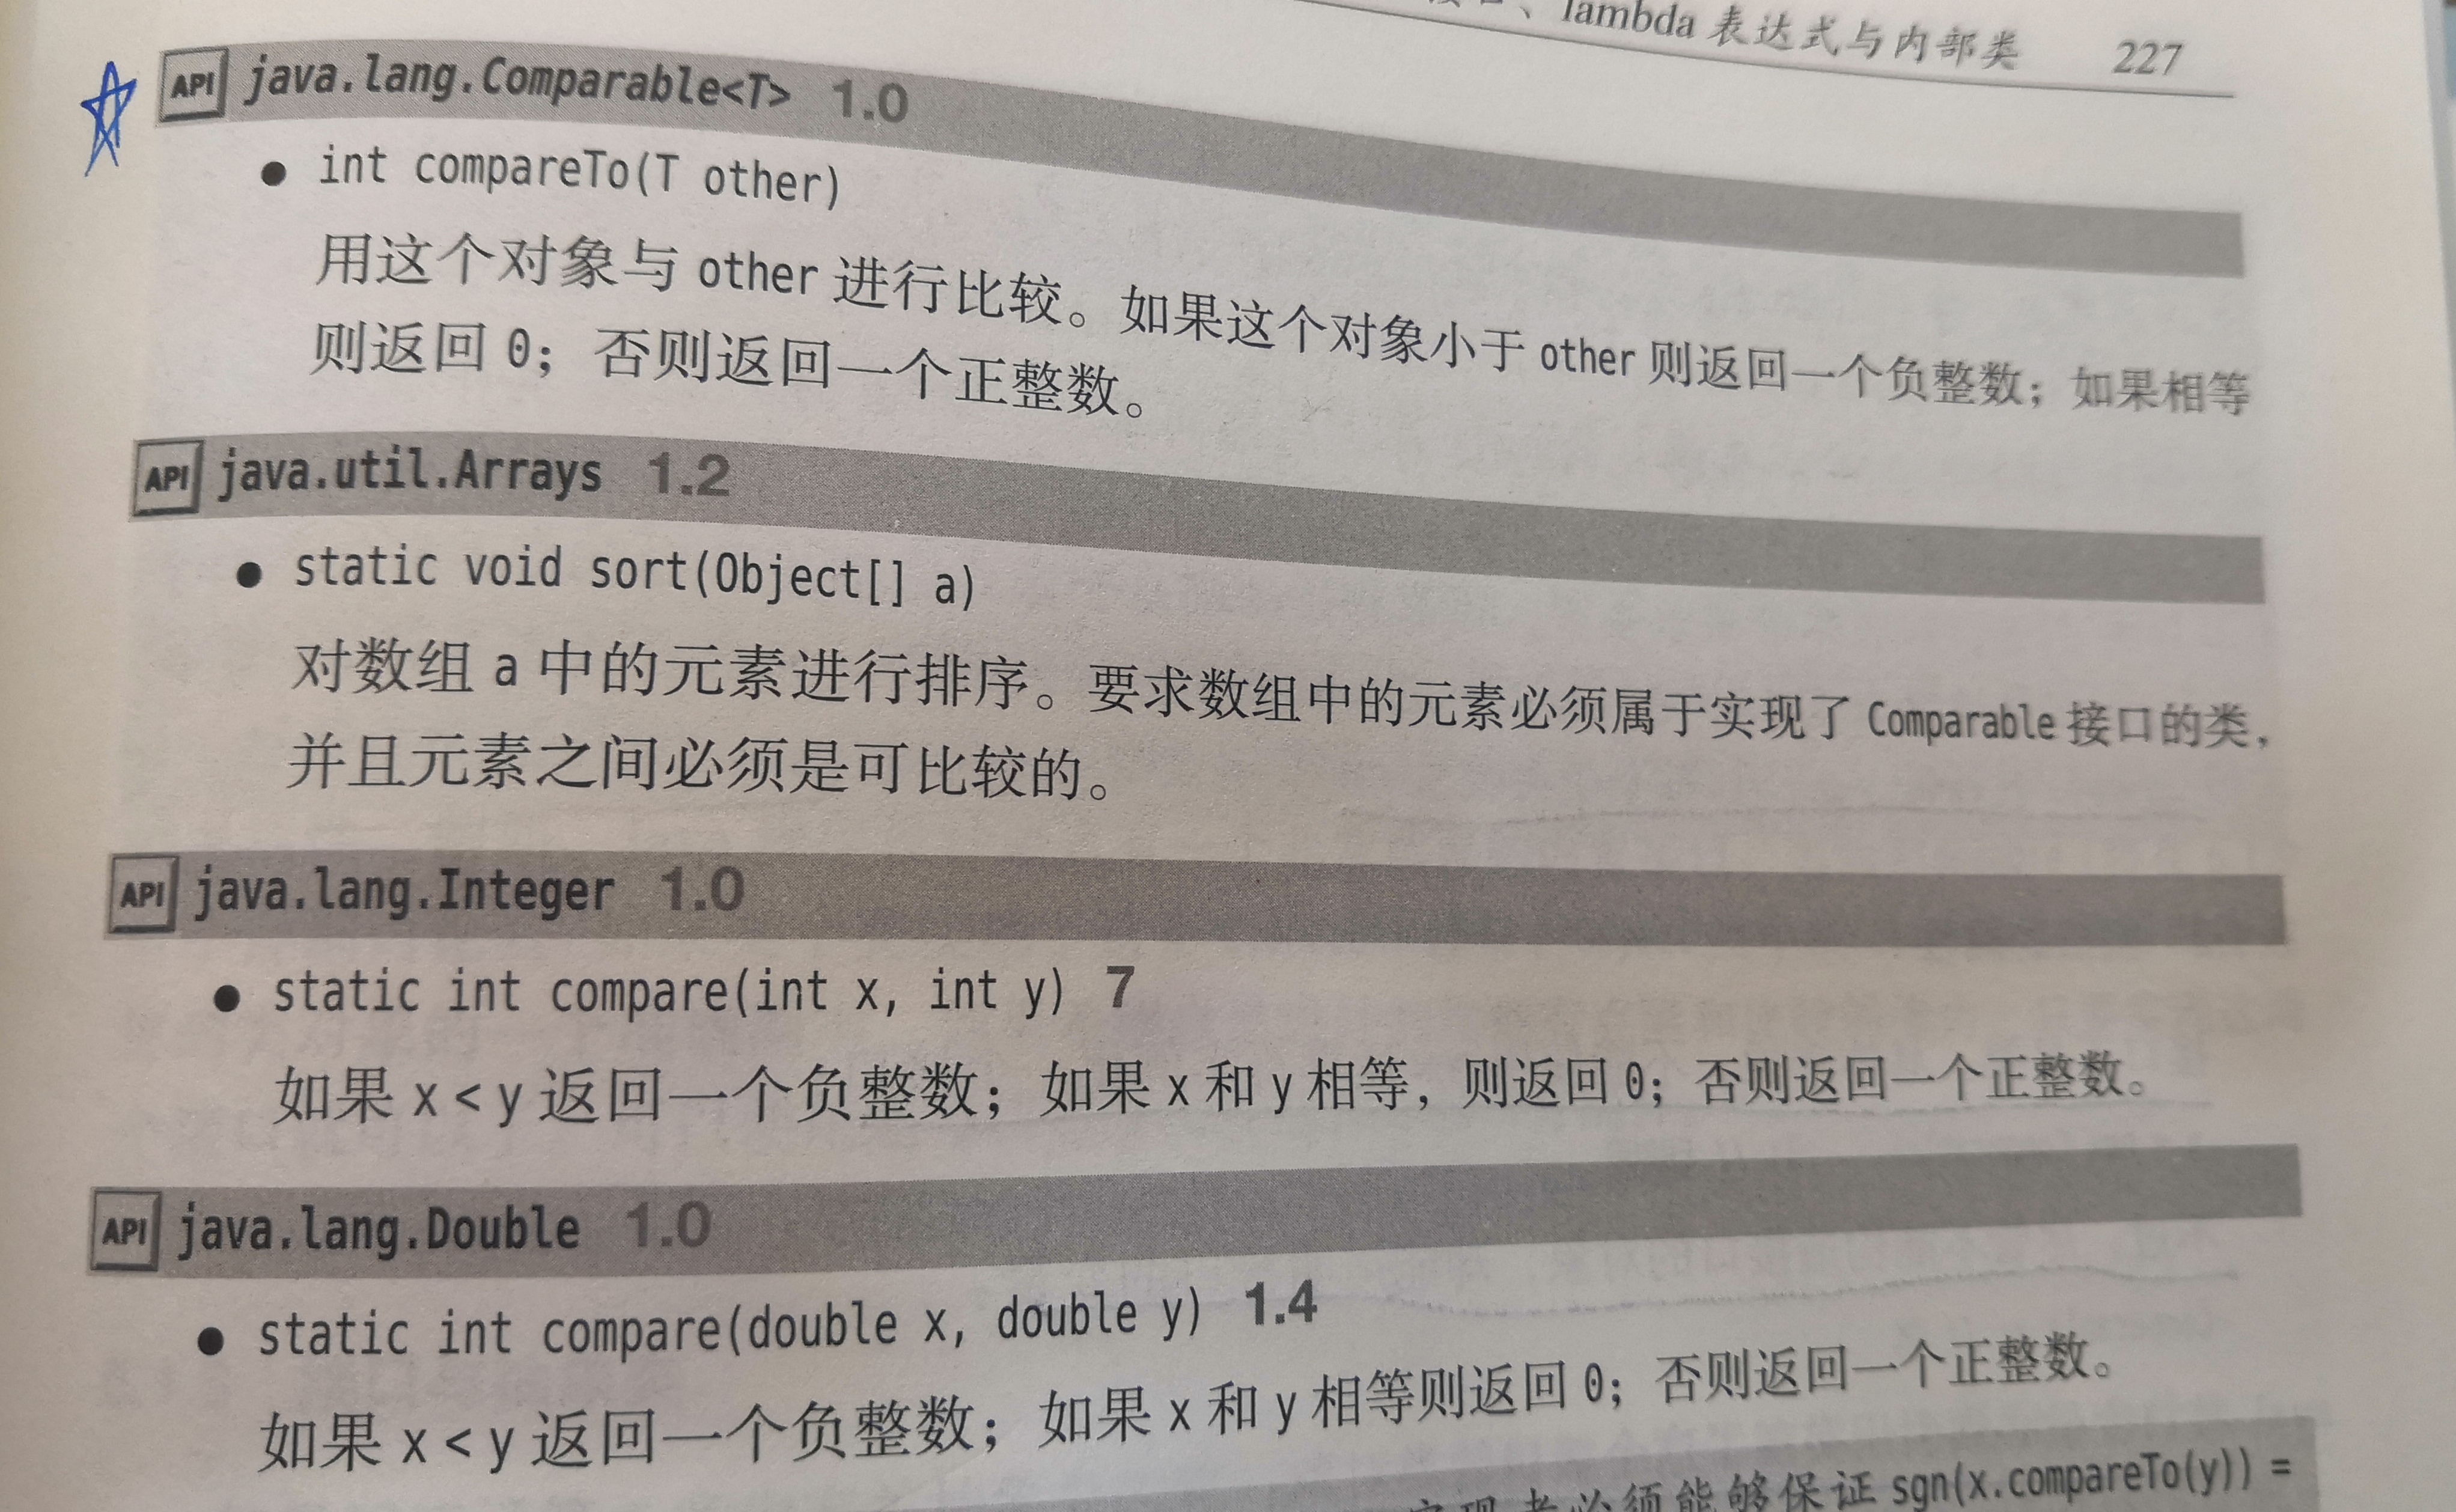 lambda 表达式与内部类 227
API java.lang.Comparable<T> 1.0
● int compareTo(T other)
用这个对象与 other 进行比较。如果这个对象小于 other 则返回一个负整数；如果相等
则返回 0；否则返回一个正整数。
API java.util.Arrays 1.2
● static void sort(Object[] a)
对数组 a 中的元素进行排序。要求数组中的元素必须属于实现了 Comparable 接口的类，
并且元素之间必须是可比较的。
API java.lang.Integer 1.0
● static int compare(int x, int y) 7
如果 x < y 返回一个负整数；如果 x 和 y 相等，则返回 0；否则返回一个正整数。
API java.lang.Double 1.0
● static int compare(double x, double y) 1.4
如果 x < y 返回一个负整数；如果 x 和 y 相等则返回 0；否则返回一个正整数。
必须能够保证 sgn(x.compareTo(y)) =